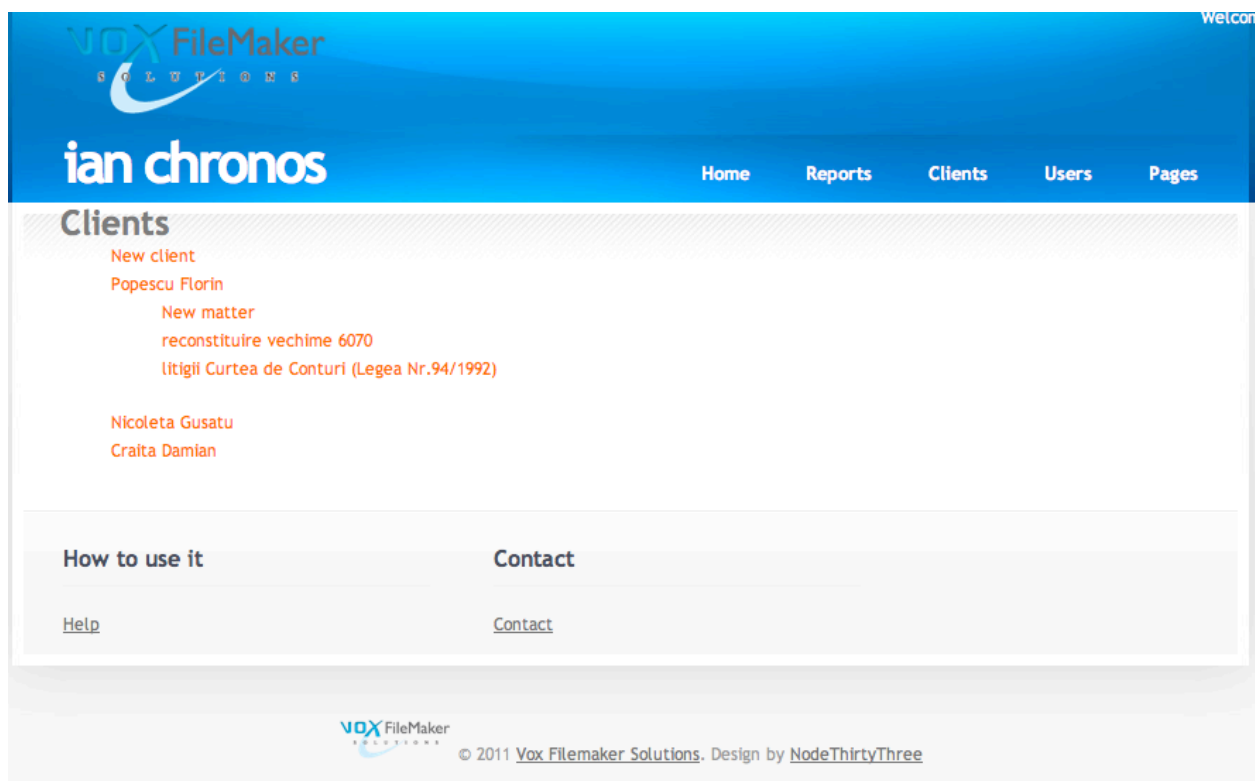 Welcom
VOX FileMaker
SOLUTIONS
ian chronos
Home Reports Clients Users Pages
Clients
New client
Popescu Florin
New matter
reconstituire vechime 6070
litigii Curtea de Conturi (Legea Nr.94/1992)
Nicoleta Gusatu
Craita Damian
How to use it Contact
Help Contact
VOX FileMaker
SOLUTIONS
© 2011 Vox Filemaker Solutions. Design by NodeThirtyThree